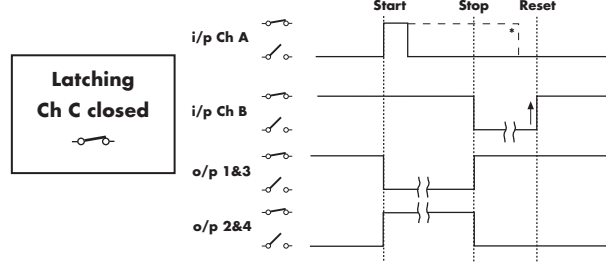 Start Stop Reset
i/p Ch A
*
Latching
Ch C closed
i/p Ch B
o/p 1&3
o/p 2&4